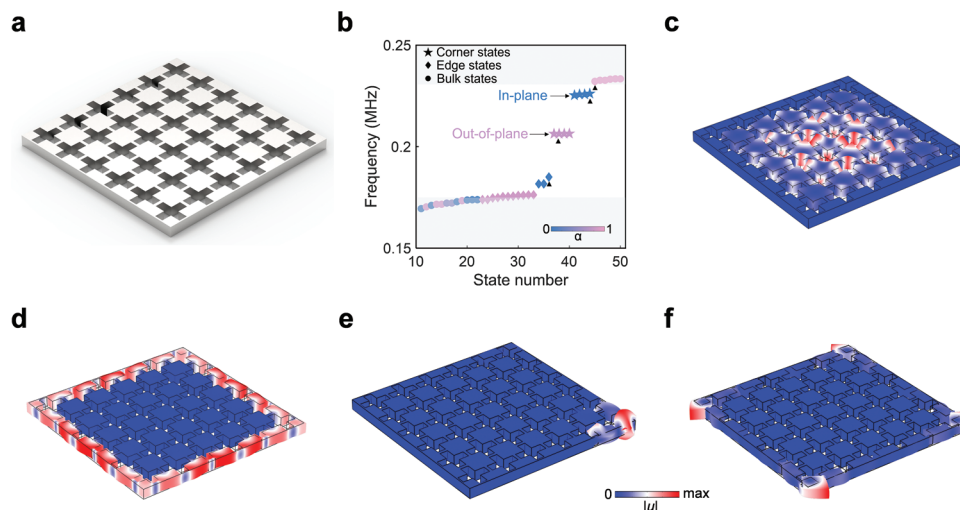 a
b
c
0.25
0.2
0.15
Frequency (MHz)
Corner states
Edge states
Bulk states
In-plane
Out-of-plane
0
1
α
10
20
30
40
50
State number
d
e
f
0
max
|u|